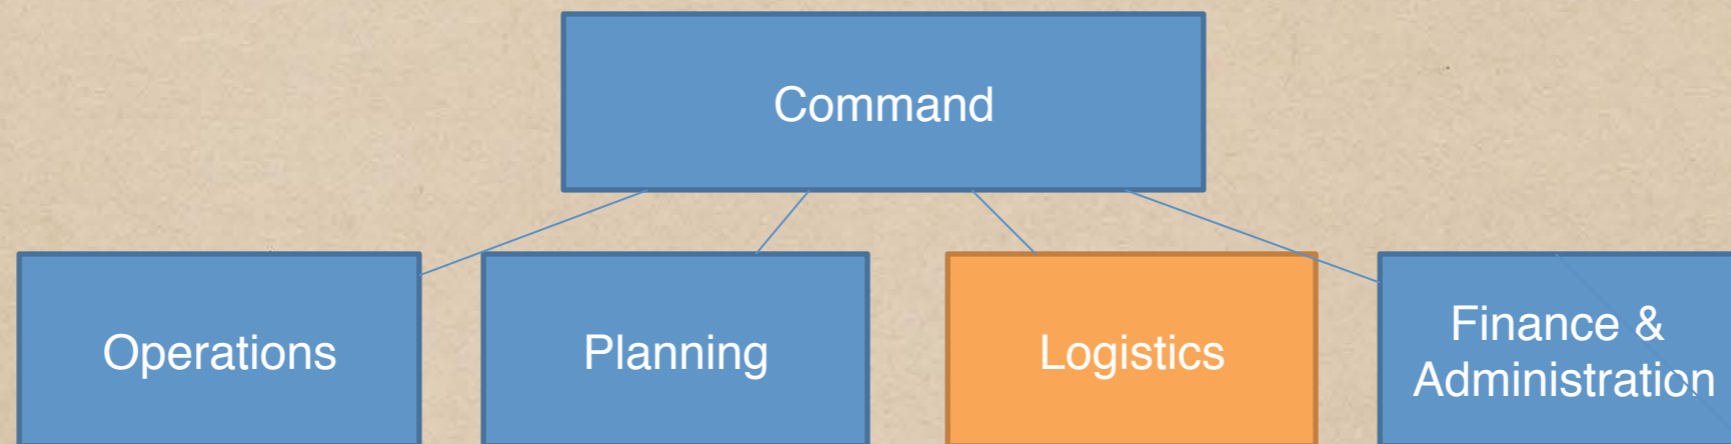 Command
Operations
Planning
Logistics
Finance &
Administration